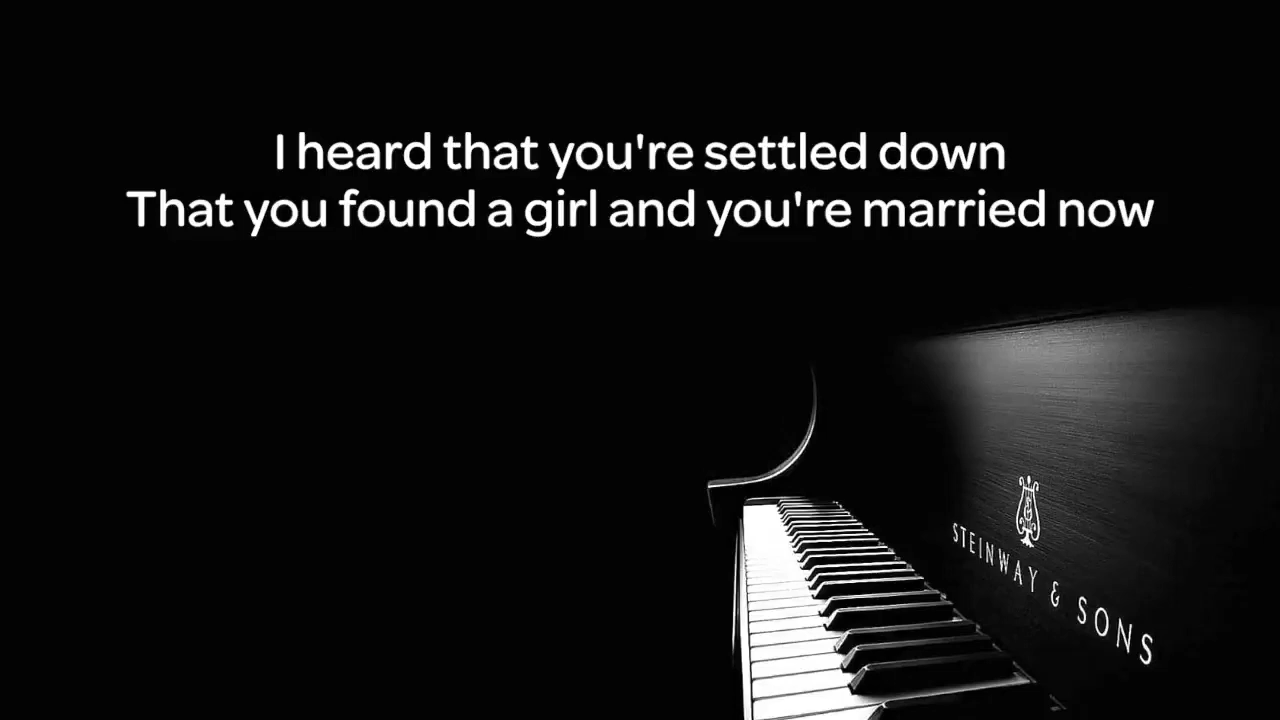 I heard that you're settled down
That you found a girl and you're married now
STEINWAY & SONS